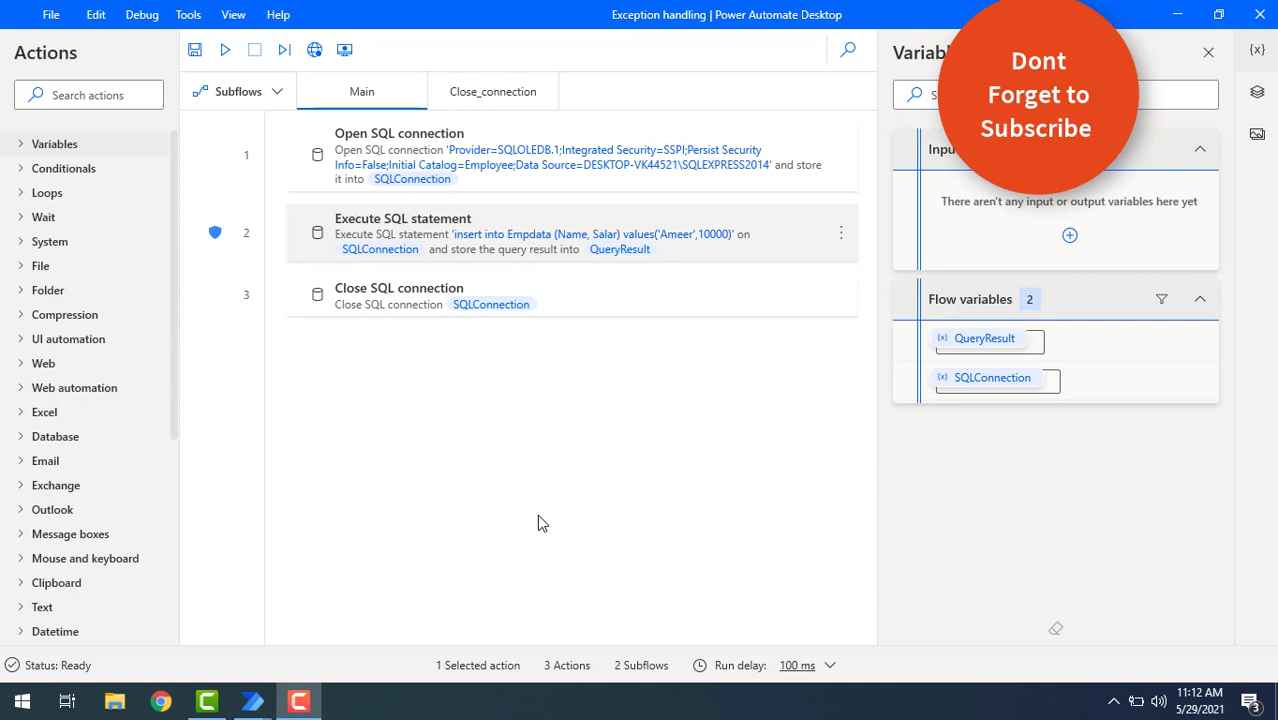 File
Edit
Debug
Tools
View
Help
Exception handling | Power Automate Desktop
Actions
Search actions
Variables
Conditionals
Loops
Wait
System
File
Folder
Compression
UI automation
Web
Web automation
Excel
Database
Email
Exchange
Outlook
Message boxes
Mouse and keyboard
Clipboard
Text
Datetime
Subflows
Main
Close_connection
1
Open SQL connection
Open SQL connection 'Provider=SQLOLEDB.1;Integrated Security=SSPI;Persist Security
Info=False;Initial Catalog=Employee;Data Source=DESKTOP-VK44521\SQLEXPRESS2014' and store
it into SQLConnection
2
Execute SQL statement
Execute SQL statement 'insert into Empdata (Name, Salar) values('Ameer',10000)' on
SQLConnection and store the query result into QueryResult
3
Close SQL connection
Close SQL connection SQLConnection
Dont
Forget to
Subscribe
{x}
There aren't any input or output variables here yet
Flow variables 2
{x} QueryResult
{x} SQLConnection
Status: Ready
1 Selected action
3 Actions
2 Subflows
Run delay:
100 ms
11:12 AM
5/29/2021
3